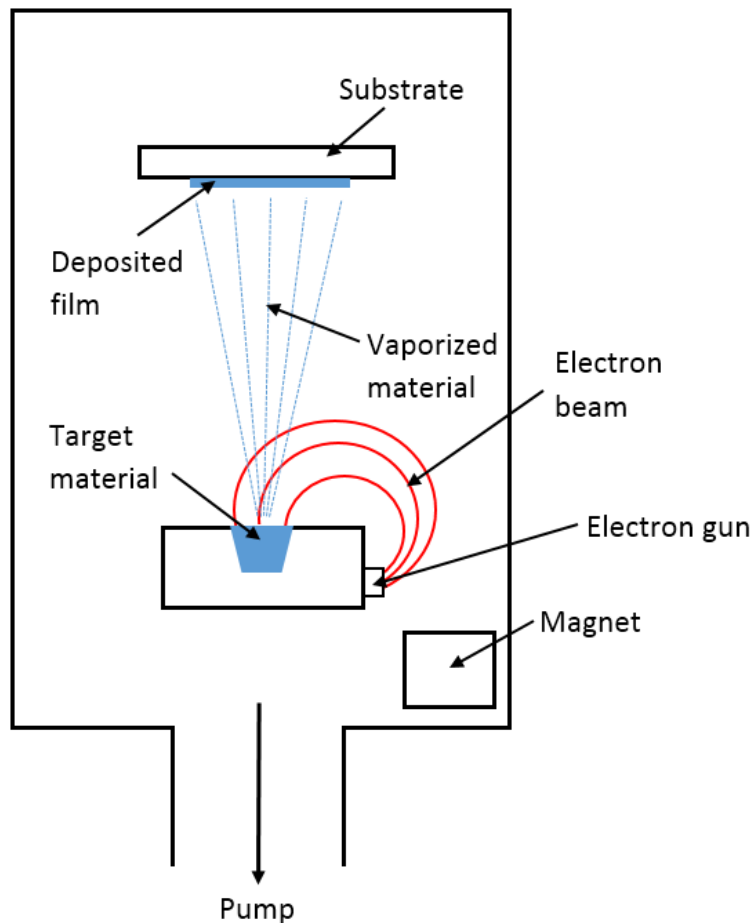 Substrate
Deposited
film
Vaporized
material
Electron
beam
Target
material
Electron gun
Magnet
Pump